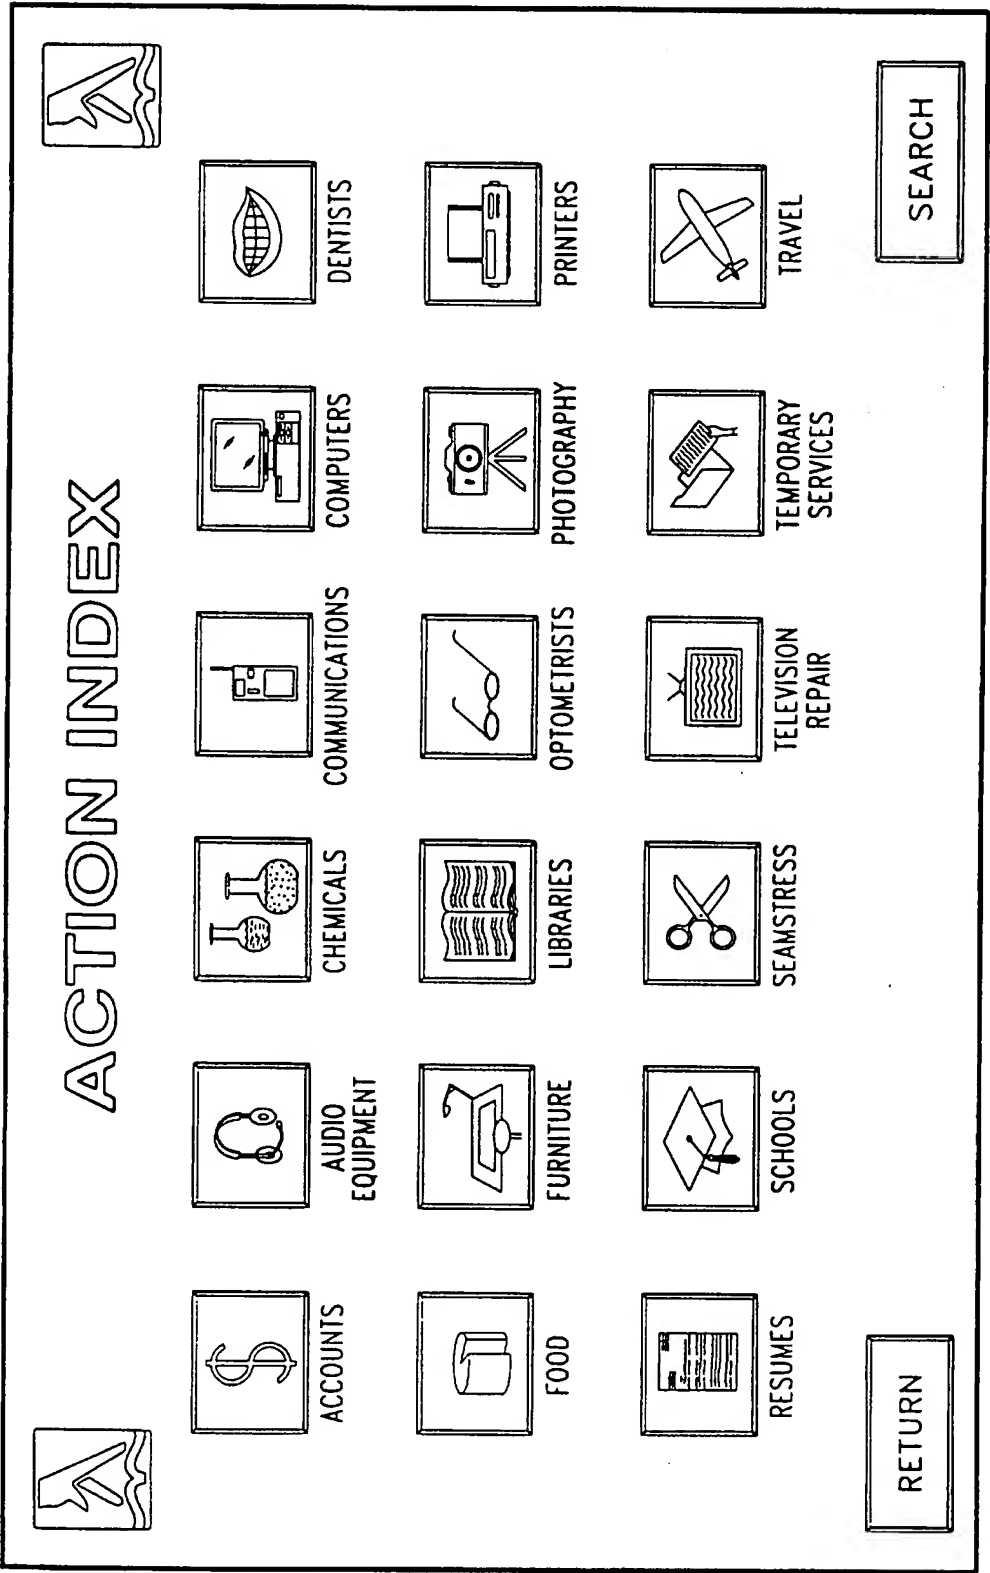 ACTION INDEX
ACCOUNTS
AUDIO
EQUIPMENT
CHEMICALS
COMMUNICATIONS
COMPUTERS
DENTISTS
FOOD
FURNITURE
LIBRARIES
OPTOMETRISTS
PHOTOGRAPHY
PRINTERS
RESUMES
SCHOOLS
SEAMSTRESS
TELEVISION
REPAIR
TEMPORARY
SERVICES
TRAVEL
RETURN
SEARCH